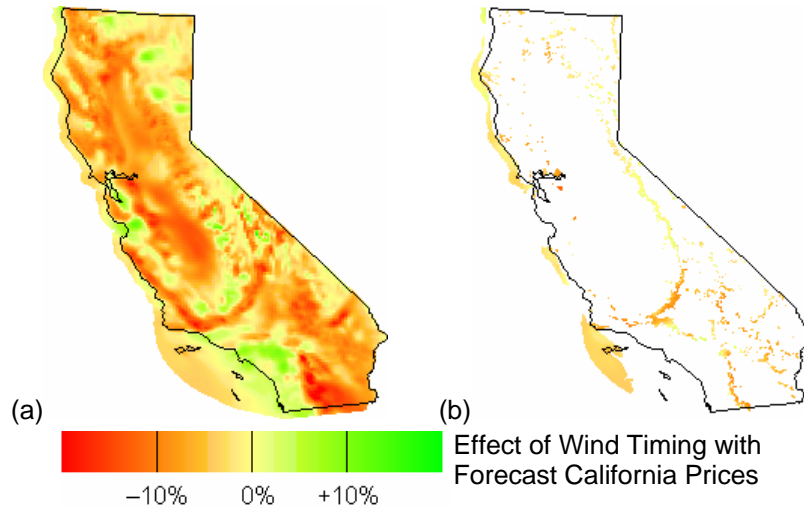 (a)
(b)
Effect of Wind Timing with
Forecast California Prices
–10%
0%
+10%